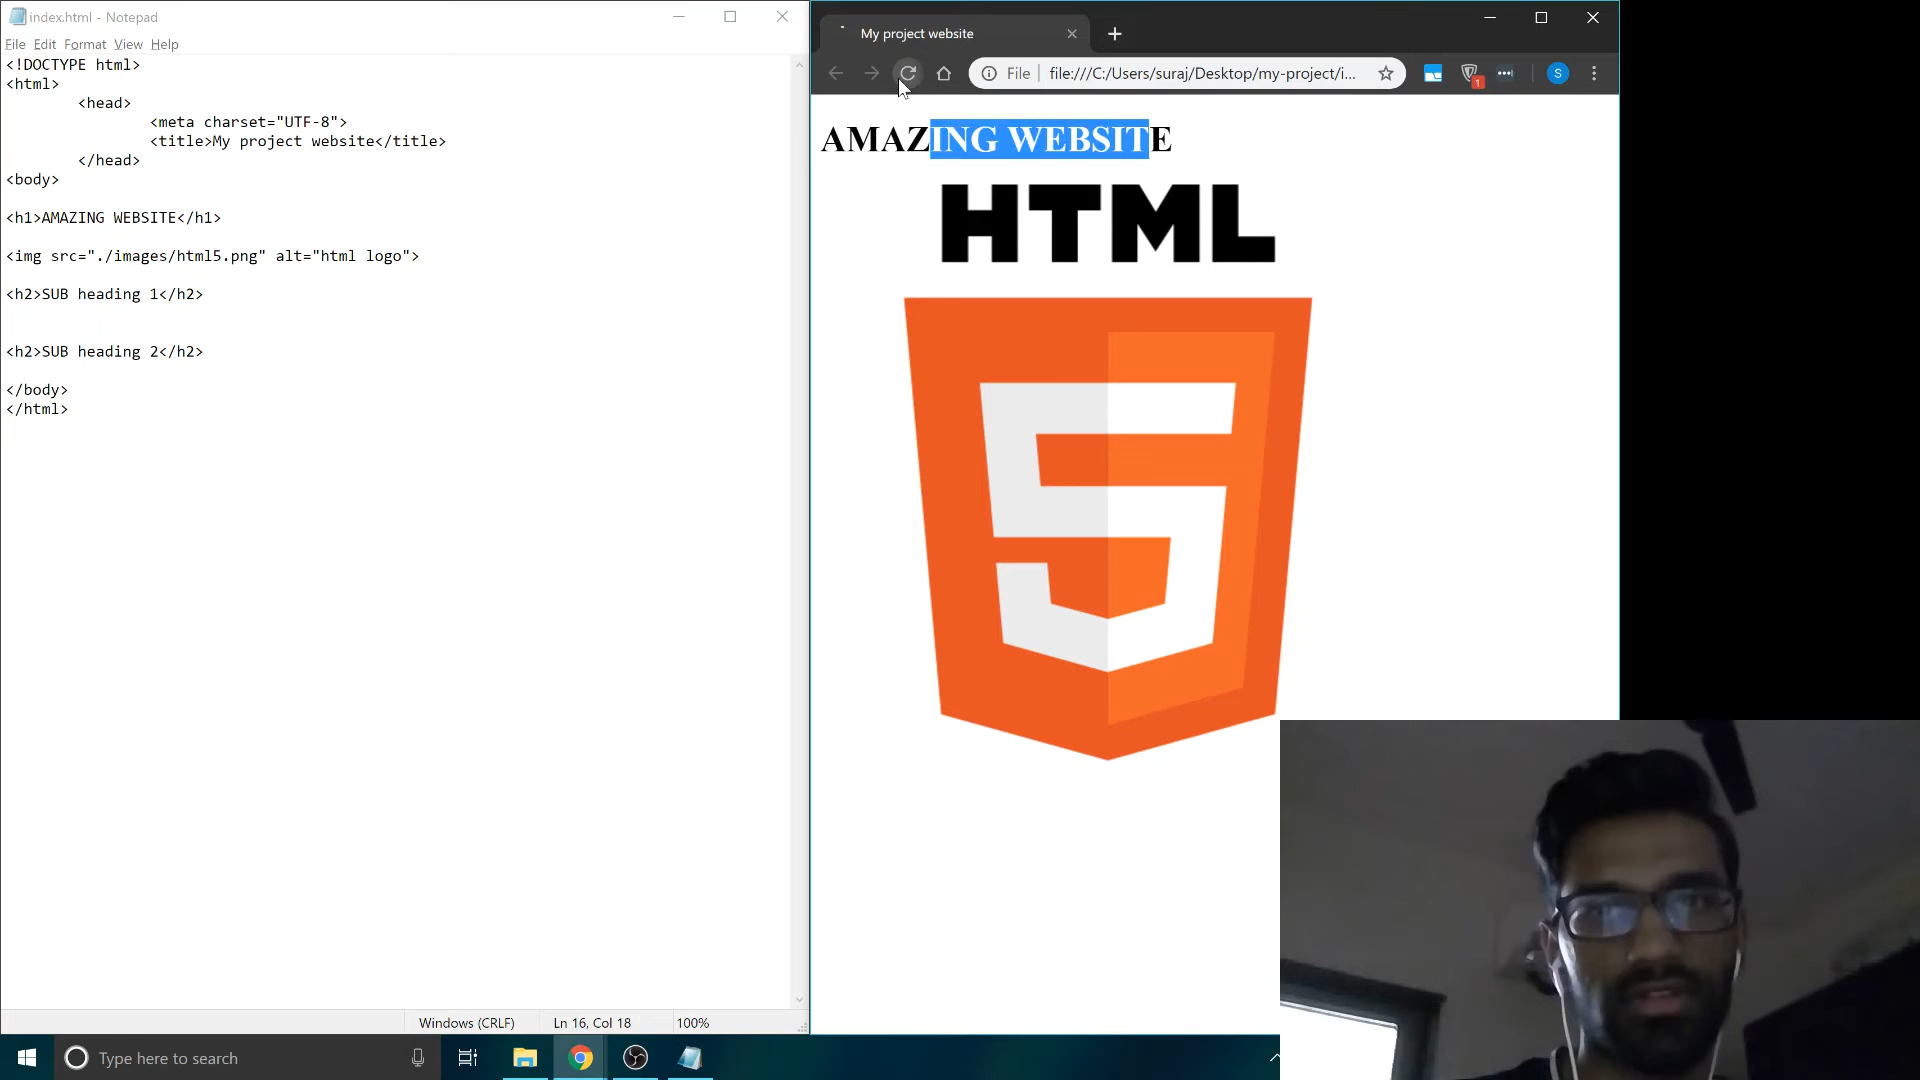 index.html - Notepad
File Edit Format View Help
<!DOCTYPE html>
<html>
<head>
<meta charset="UTF-8">
<title>My project website</title>
</head>
<body>
<h1>AMAZING WEBSITE</h1>
<img src="./images/html5.png" alt="html logo">
<h2>SUB heading 1</h2>
<h2>SUB heading 2</h2>
</body>
</html>
Windows (CRLF) Ln 16, Col 18 100%
My project website
File file:///C:/Users/suraj/Desktop/my-project/i...
1
S
AMAZING WEBSITE
HTML
5
Type here to search